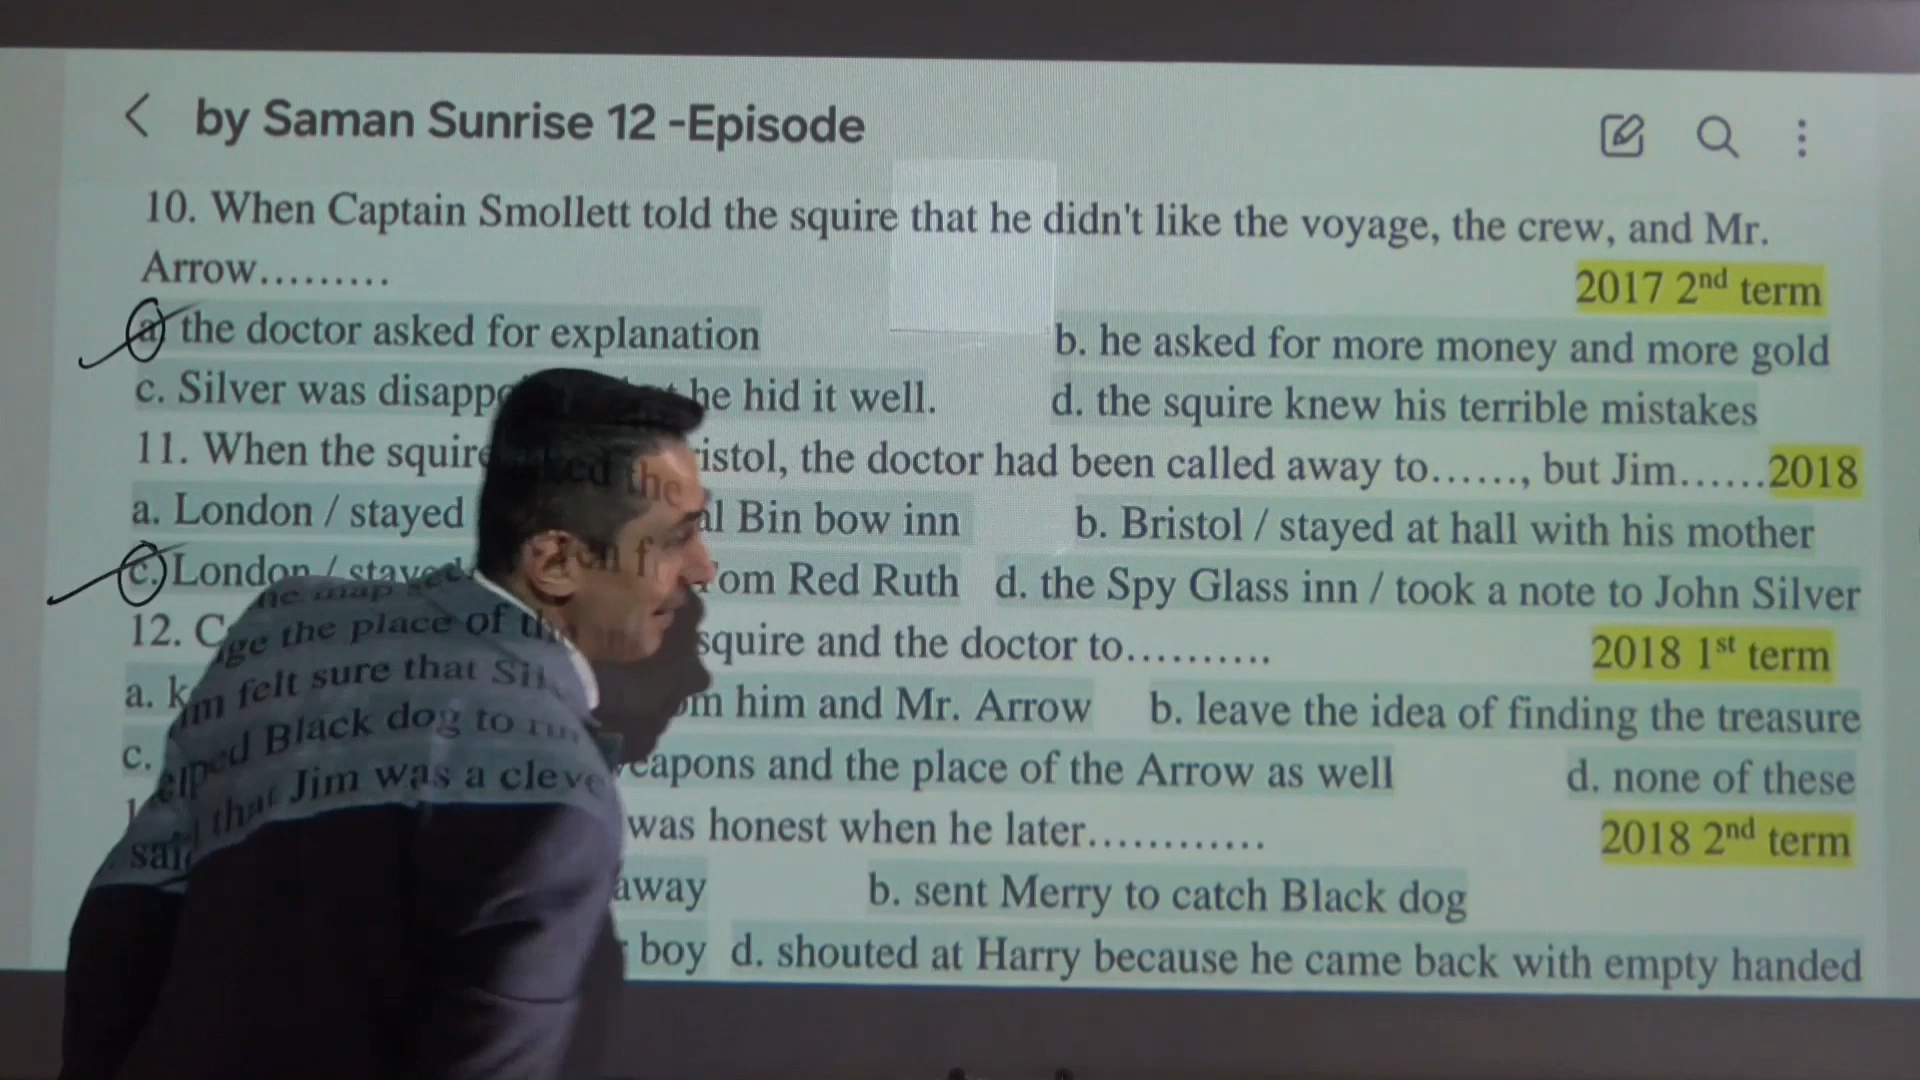 by Saman Sunrise 12 -Episode
10. When Captain Smollett told the squire that he didn't like the voyage, the crew, and Mr.
Arrow......... 2017 2nd term
a) the doctor asked for explanation b. he asked for more money and more gold
c. Silver was he hid it well. d. the squire knew his terrible mistakes
11. When the squire the doctor had been called away to......, but Jim......2018
a. London / stayed Bin bow inn b. Bristol / stayed at hall with his mother
c. London / stayed Tom Red Ruth d. the Spy Glass inn / took a note to John Silver
12. the place of squire and the doctor to.......... 2018 1st term
a. him and Mr. Arrow b. leave the idea of finding the treasure
c. and the place of the Arrow as well d. none of these
felt sure that was honest when he later............ 2018 2nd term
Black dog to away b. sent Merry to catch Black dog
that Jim was a boy d. shouted at Harry because he came back with empty handed